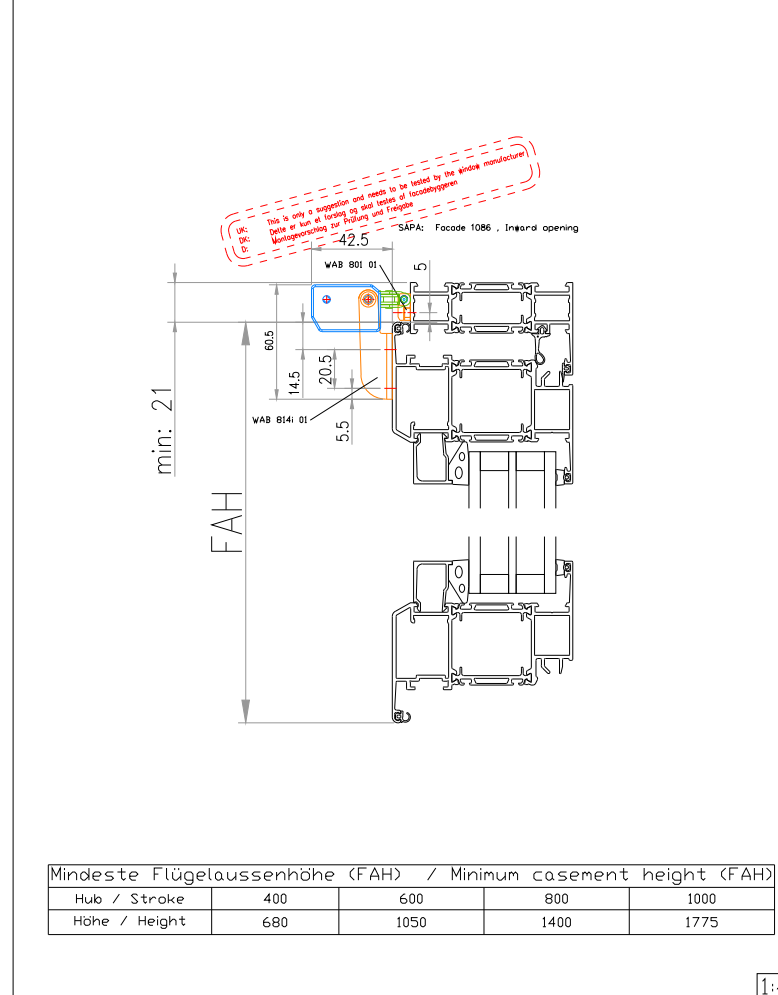 UK: This is only a suggestion and needs to be tested by the window manufacturer
DK: Dette er kun et forslag og skal testes af facadebyggeren
D: Montagevorschlag zur Prüfung und Freigabe
SAPA: Facade 1086 , Inward opening
42.5
WAB 801 01
5
60.5
14.5
20.5
min: 21
WAB 814i 01
5.5
FAH
Mindeste Flügelaussenhöhe (FAH) / Minimum casement height (FAH)
Hub / Stroke 400 600 800 1000
Höhe / Height 680 1050 1400 1775